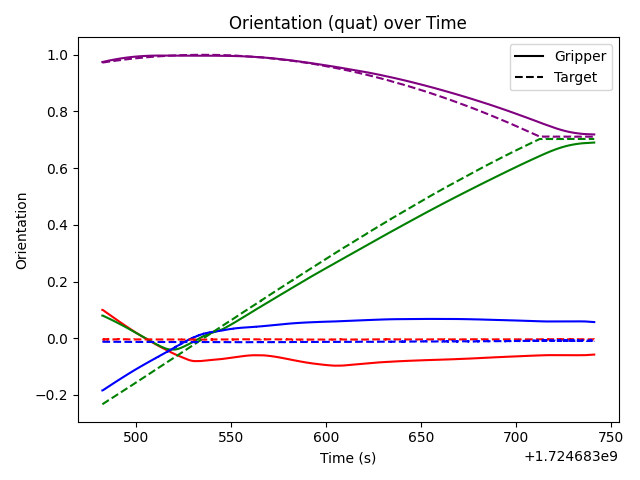 Orientation (quat) over Time
Gripper
Target
Orientation
1.0
0.8
0.6
0.4
0.2
0.0
−0.2
500 550 600 650 700 750
Time (s)
+1.724683e9